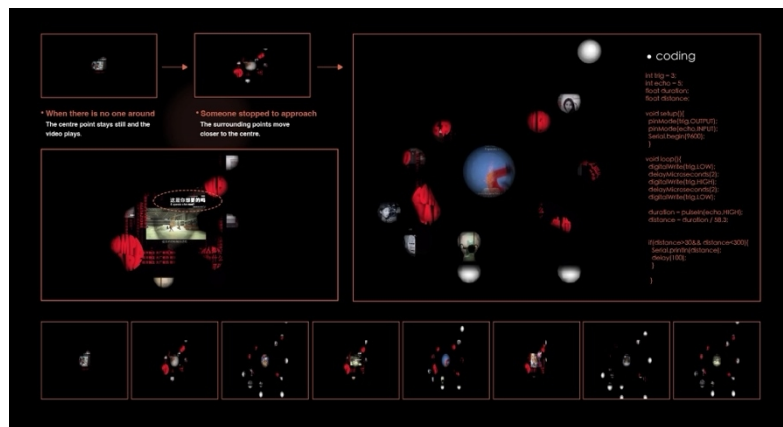 • When there is no one around
The centre point stays still and the
video plays.
• Someone stopped to approach
The surrounding points move
closer to the centre.
• coding
int trig = 3;
int echo = 5;
float duration;
float distance;
void setup(){
pinMode(trig,OUTPUT);
pinMode(echo,INPUT);
Serial.begin(9600);
}
void loop(){
digitalWrite(trig,LOW);
delayMicroseconds(2);
digitalWrite(trig,HIGH);
delayMicroseconds(2);
digitalWrite(trig,LOW);
duration = pulseIn(echo,HIGH);
distance = duration / 58.2;
if(distance>30&& distance<300){
Serial.println(distance);
delay(100);
}
}